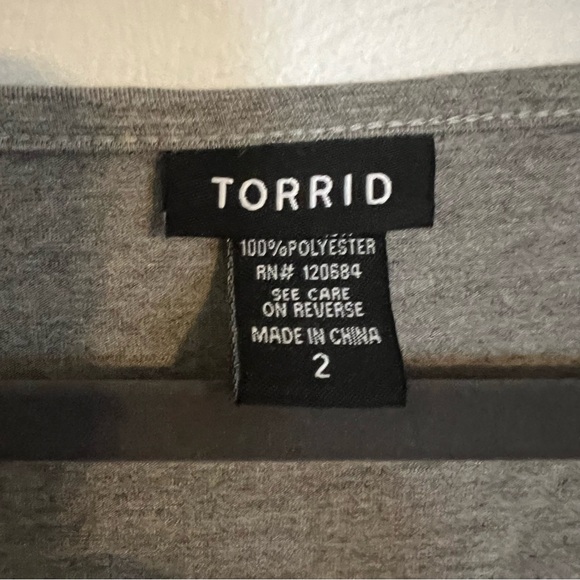 TORRID
100%POLYESTER
RN# 120684
SEE CARE
ON REVERSE
MADE IN CHINA
2